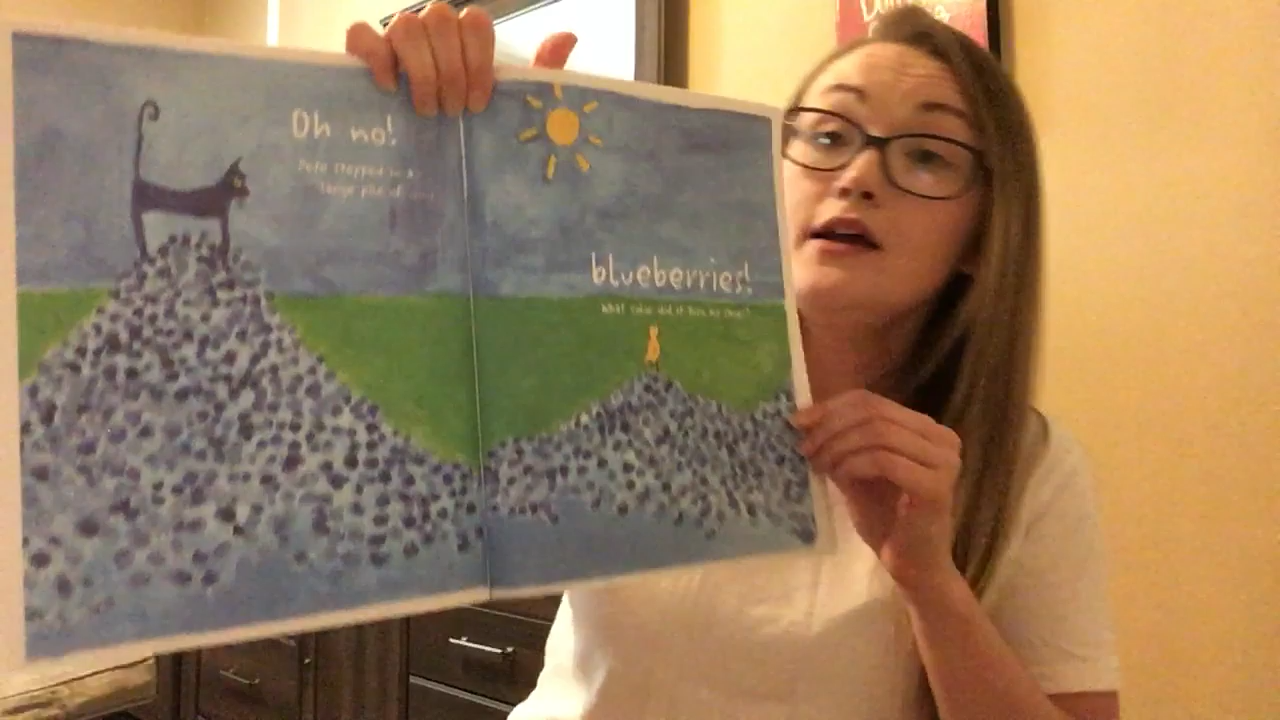 Oh no!
Pete stepped in a
large pile of
blueberries!
What color did it turn his shoes?